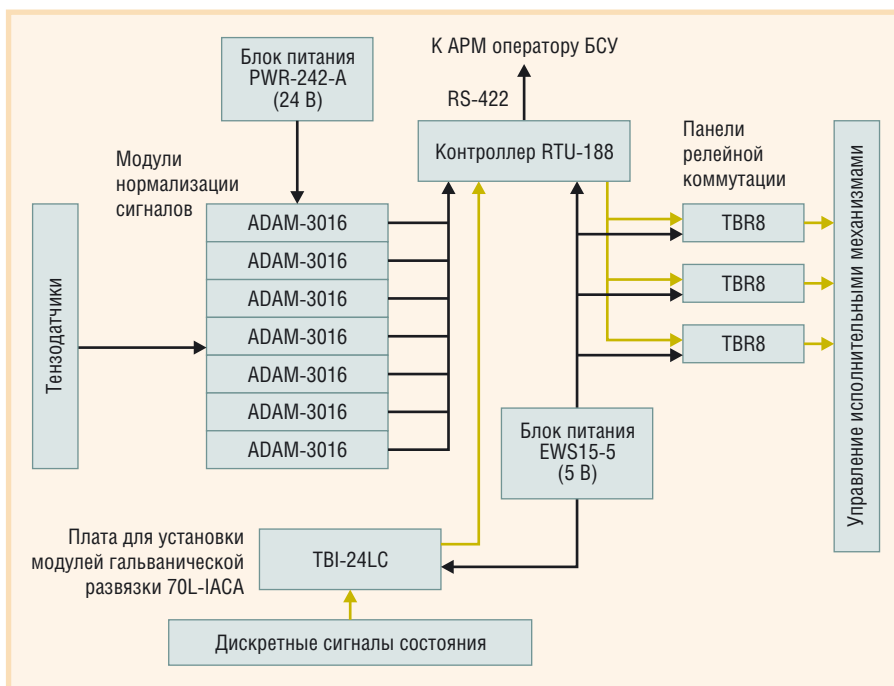 К АРМ оператору БСУ
Блок питания
PWR-242-A
(24 В)
RS-422
Контроллер RTU-188
Панели
релейной
коммутации
Модули
нормализации
сигналов
ADAM-3016
ADAM-3016
ADAM-3016
ADAM-3016
ADAM-3016
ADAM-3016
ADAM-3016
Тензодатчики
TBR8
TBR8
TBR8
Управление исполнительными механизмами
Блок питания
EWS15-5
(5 В)
Плата для установки
модулей гальванической
развязки 70L-IACA
TBI-24LC
Дискретные сигналы состояния